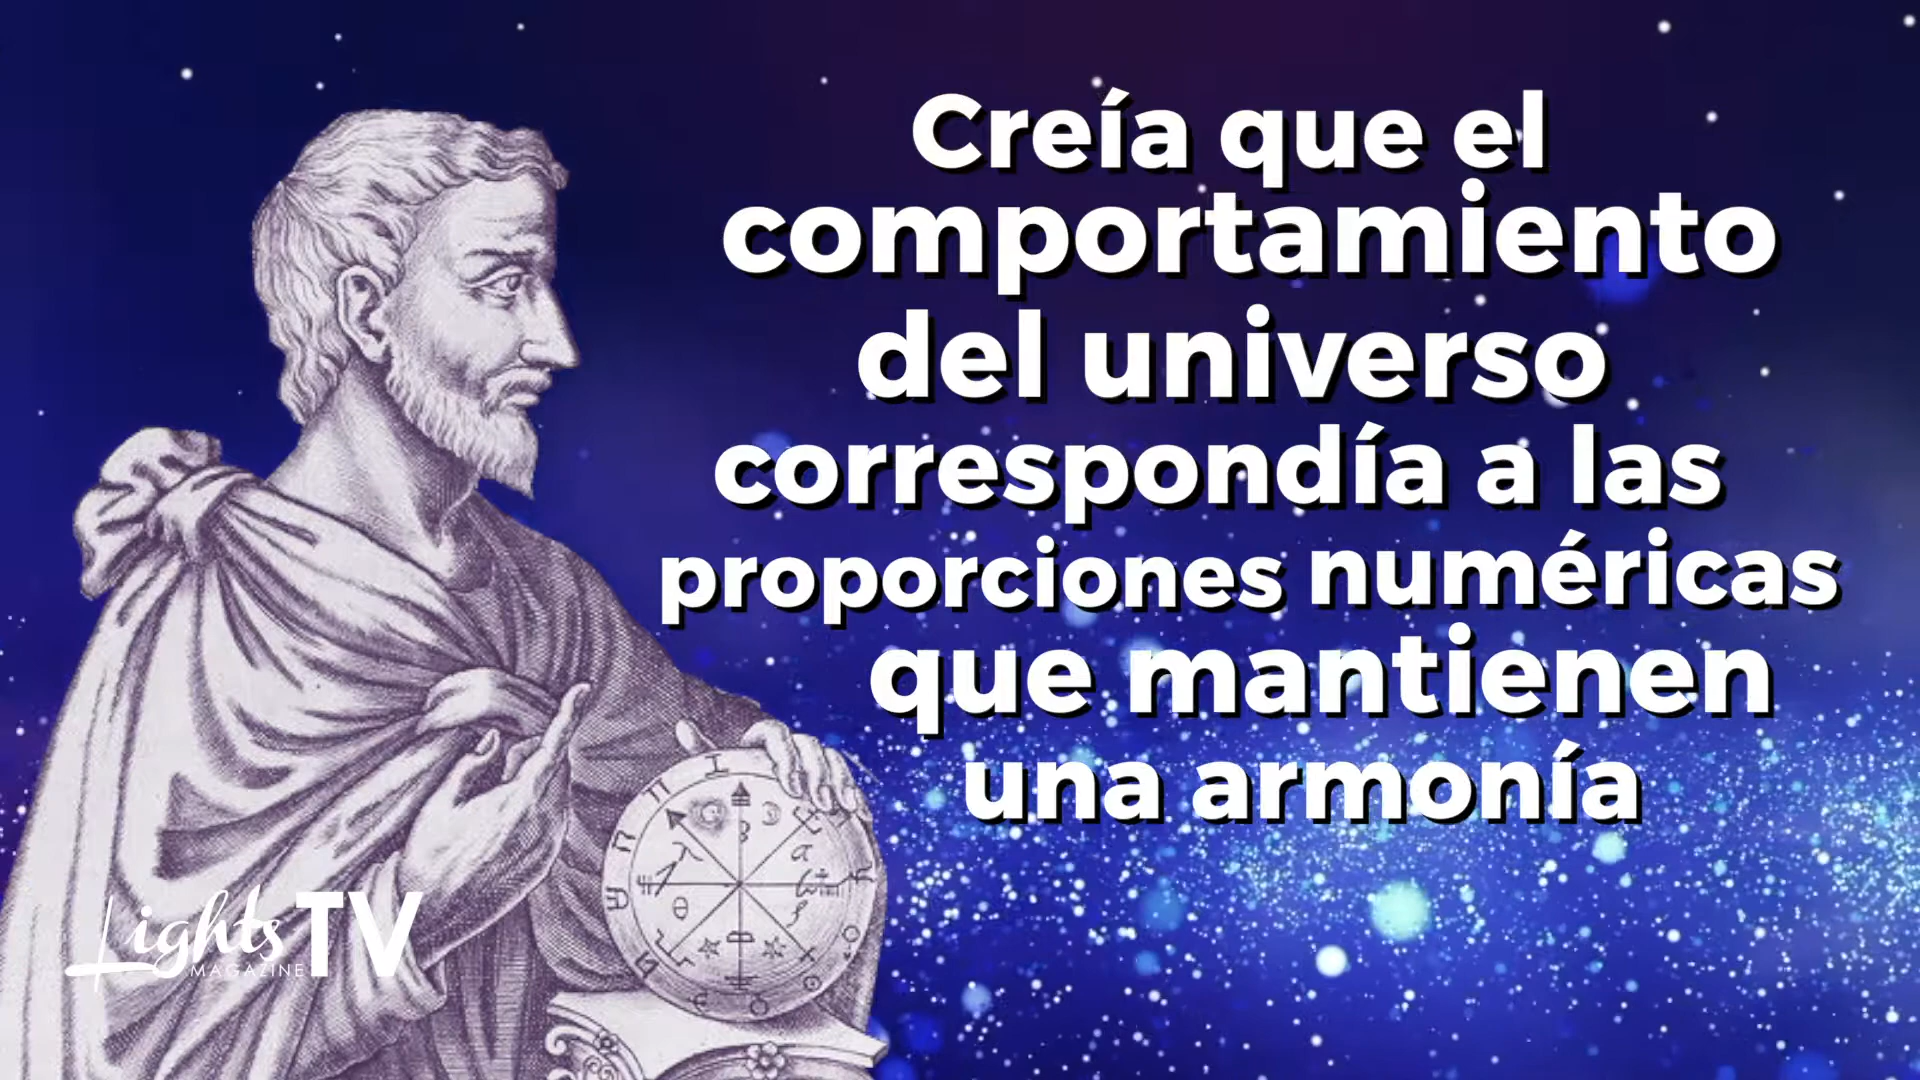 Creía que el
comportamiento
del universo
correspondía a las
proporciones numéricas
que mantienen
una armonía
Lights TV
MAGAZINE